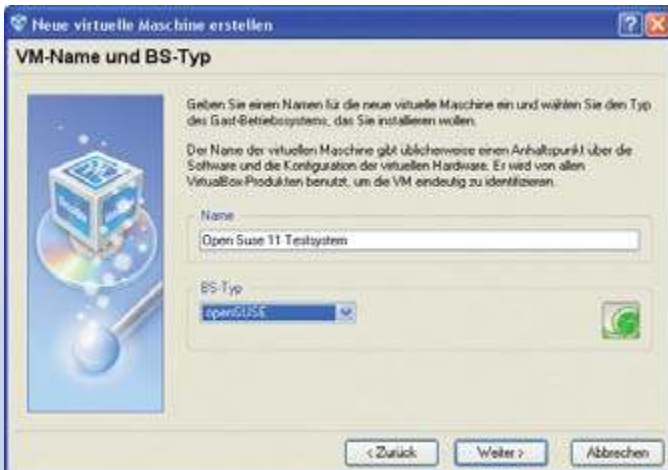 Neue virtuelle Maschine erstellen
VM-Name und BS-Typ
Geben Sie einen Namen für die neue virtuelle Maschine ein und wählen Sie den Typ
des Gast-Betriebssystems, das Sie installieren wollen.
Der Name der virtuellen Maschine gibt üblicherweise einen Anhaltspunkt über die
Software und die Konfiguration der virtuellen Hardware. Er wird von allen
VirtualBox-Produkten benutzt, um die VM eindeutig zu identifizieren.
Name
Open Suse 11 Testsystem
BS-Typ
openSUSE
< Zurück
Weiter >
Abbrechen